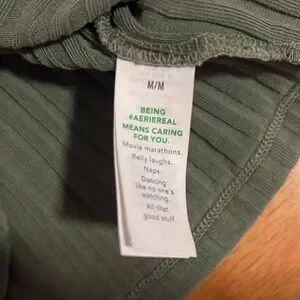 M/M
BEING
#AERIEREAL
MEANS CARING
FOR YOU.
Movie marathons.
Belly laughs.
Naps.
Dancing
like no one's
watching.
All that
good stuff.